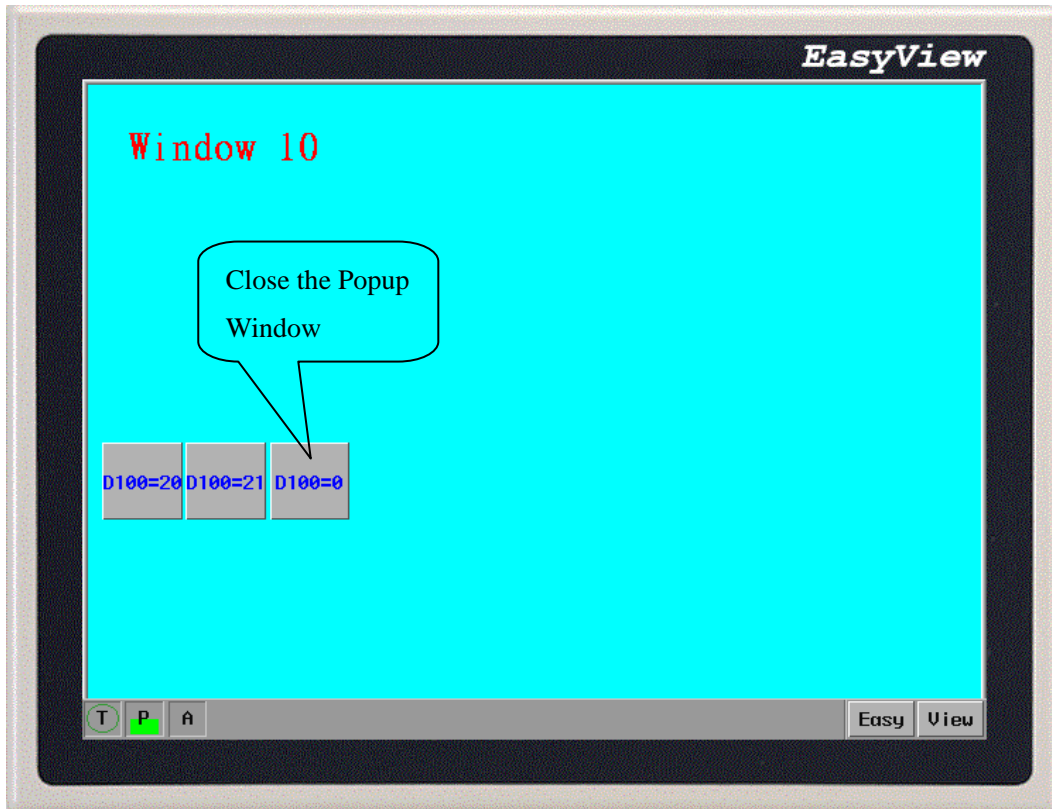 EasyView
Window 10
Close the Popup
Window
D100=20 D100=21 D100=0
T P A Easy View